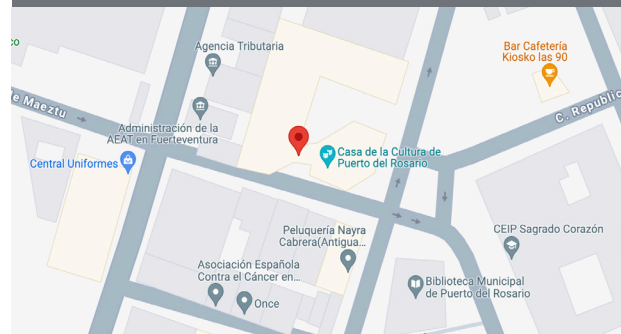 co
Agencia Tributaria
Bar Cafetería
Kiosko las 90
e Maeztu
C. Republic
Administración de la
AEAT en Fuerteventura
Central Uniformes
Casa de la Cultura de
Puerto del Rosario
Peluquería Nayra
Cabrera(Antigua...
CEIP Sagrado Corazón
Asociación Española
Contra el Cáncer en...
Once
Biblioteca Municipal
de Puerto del Rosario